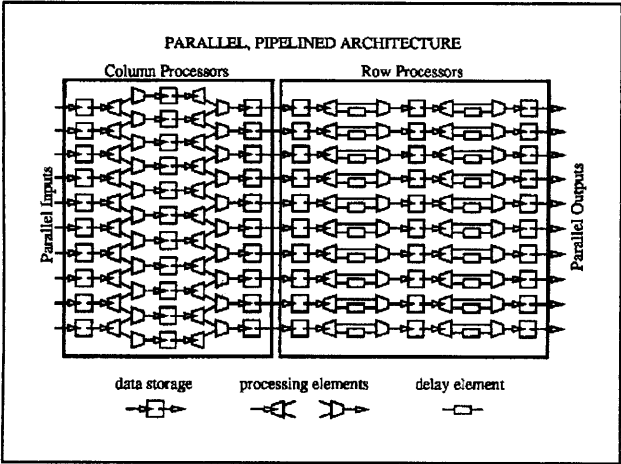 PARALLEL, PIPELINED ARCHITECTURE
Column Processors
Row Processors
Parallel Inputs
Parallel Outputs
data storage
processing elements
delay element